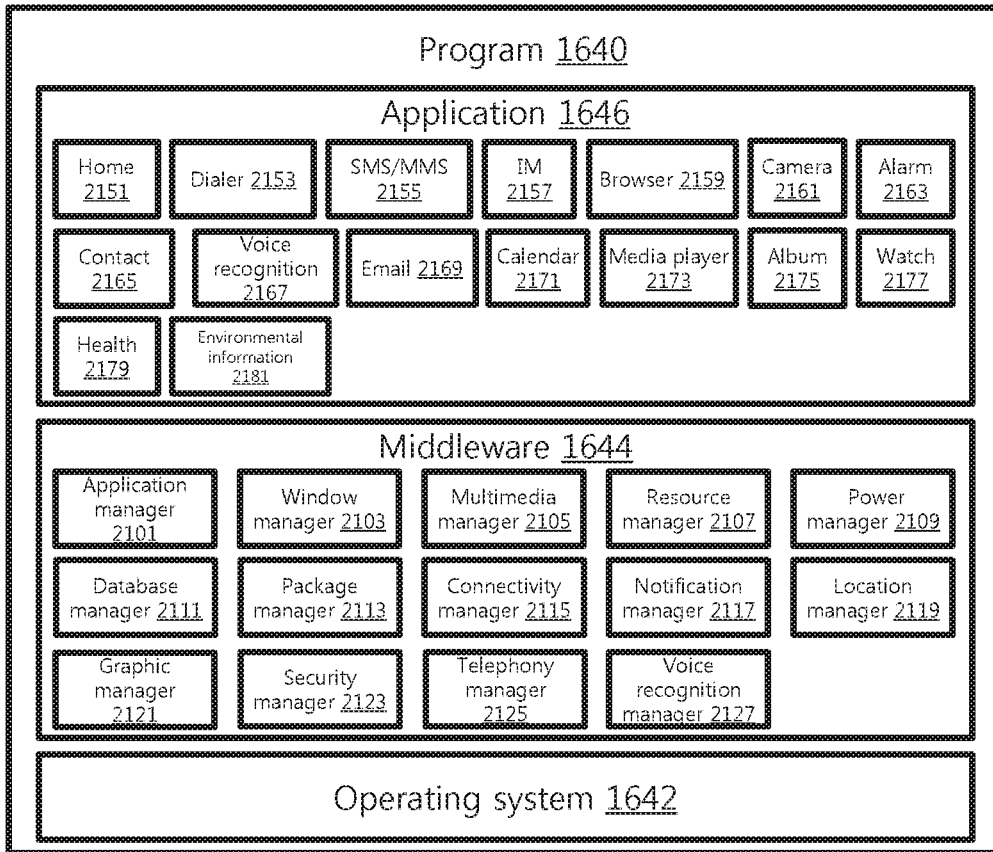 Program 1640
Application 1646
Home
2151
Dialer 2153
SMS/MMS
2155
IM
2157
Browser 2159
Camera
2161
Alarm
2163
Contact
2165
Voice
recognition
2167
Email 2169
Calendar
2171
Media player
2173
Album
2175
Watch
2177
Health
2179
Environmental
information
2181
Middleware 1644
Application
manager
2101
Window
manager 2103
Multimedia
manager 2105
Resource
manager 2107
Power
manager 2109
Database
manager 2111
Package
manager 2113
Connectivity
manager 2115
Notification
manager 2117
Location
manager 2119
Graphic
manager
2121
Security
manager 2123
Telephony
manager
2125
Voice
recognition
manager 2127
Operating system 1642